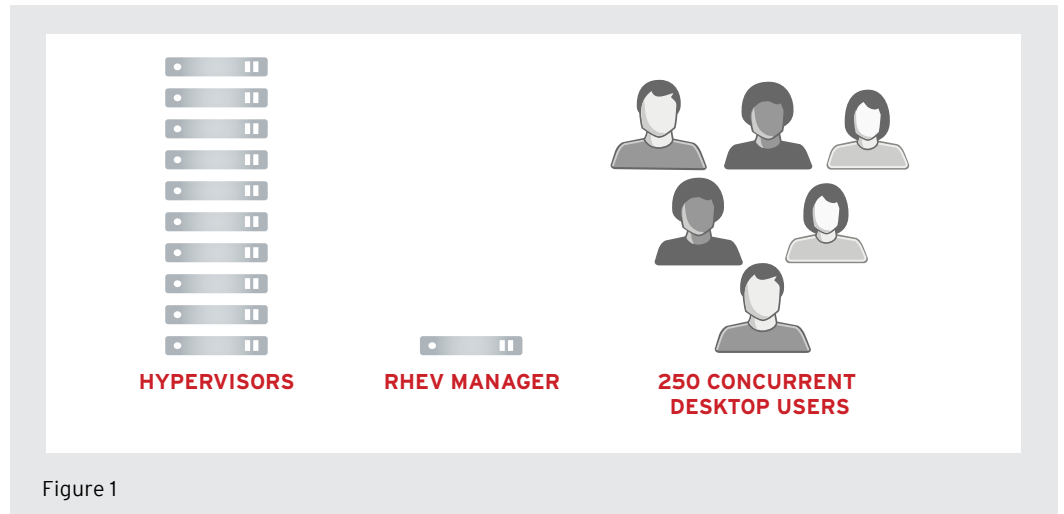 HYPERVISORS
RHEV MANAGER
250 CONCURRENT
DESKTOP USERS
Figure 1